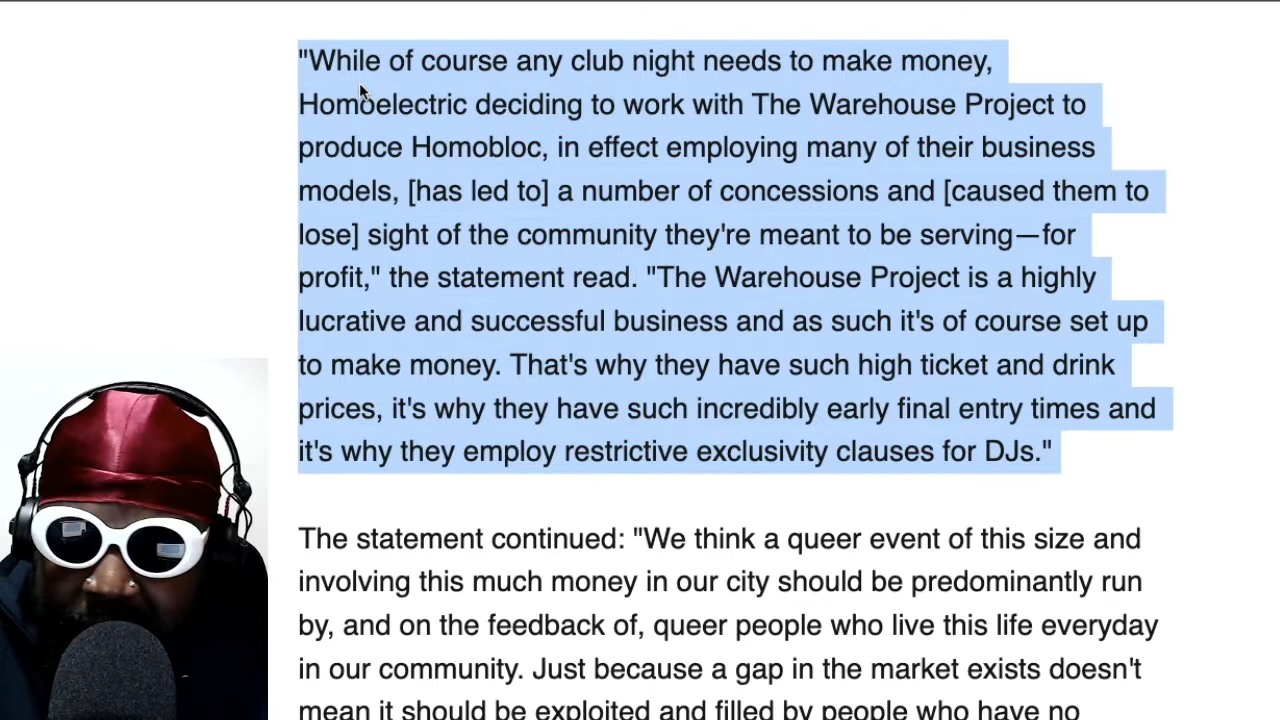 "While of course any club night needs to make money,
Homoelectric deciding to work with The Warehouse Project to
produce Homobloc, in effect employing many of their business
models, [has led to] a number of concessions and [caused them to
lose] sight of the community they're meant to be serving—for
profit," the statement read. "The Warehouse Project is a highly
lucrative and successful business and as such it's of course set up
to make money. That's why they have such high ticket and drink
prices, it's why they have such incredibly early final entry times and
it's why they employ restrictive exclusivity clauses for DJs."
The statement continued: "We think a queer event of this size and
involving this much money in our city should be predominantly run
by, and on the feedback of, queer people who live this life everyday
in our community. Just because a gap in the market exists doesn't
mean it should be exploited and filled by people who have no